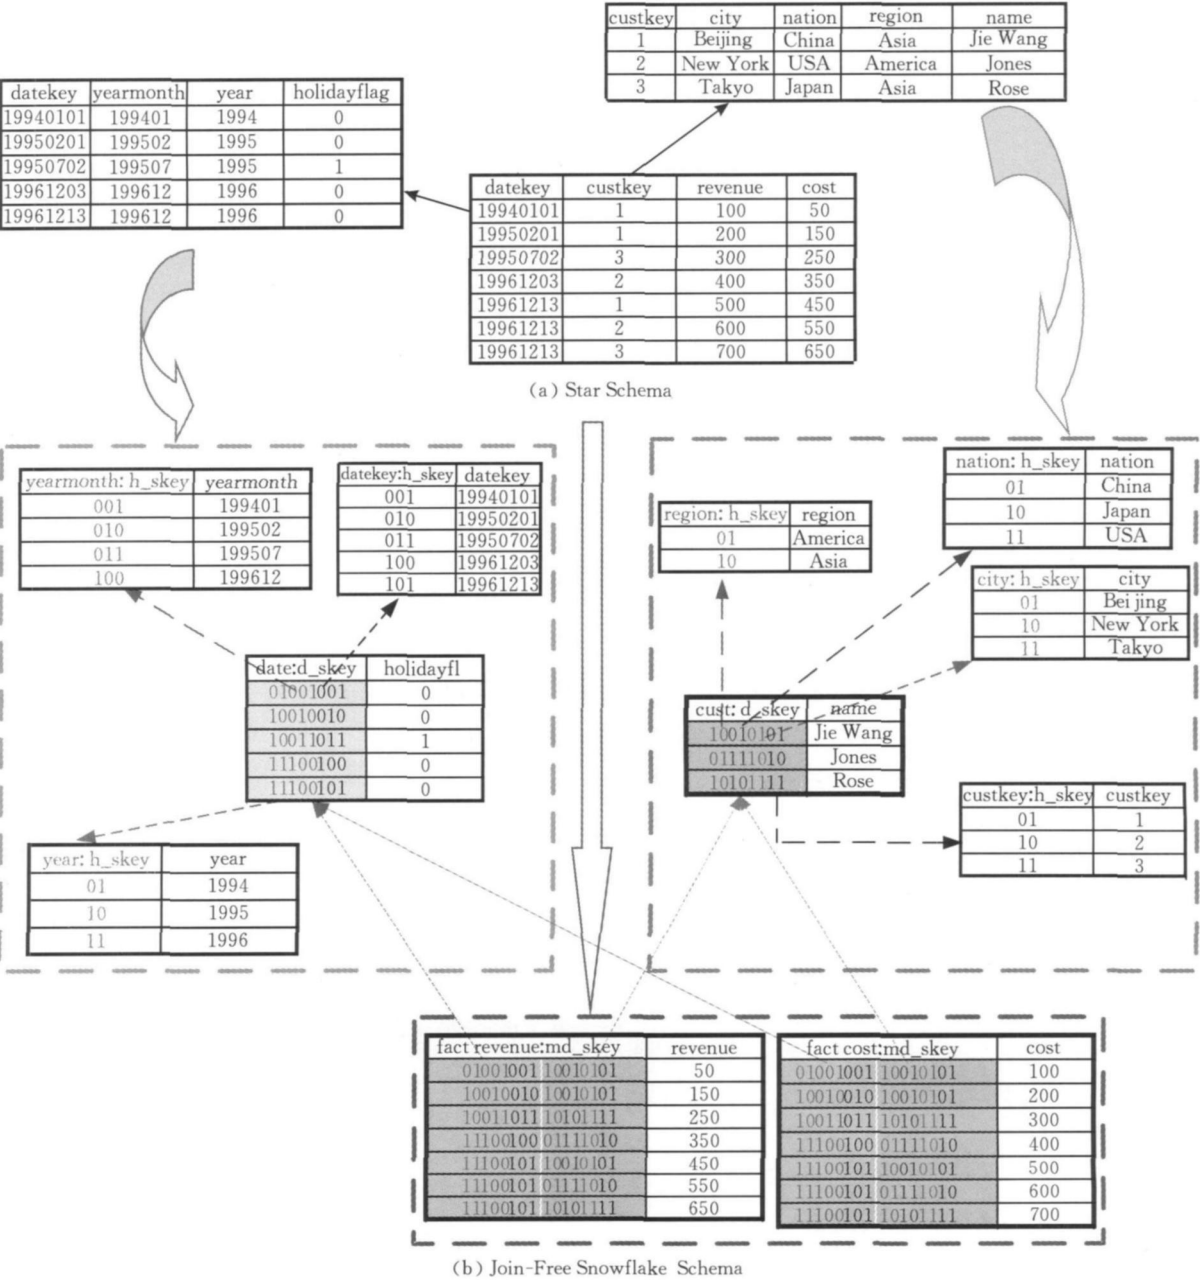 custkey city nation region name
1 Beijing China Asia Jie Wang
2 New York USA America Jones
3 Takyo Japan Asia Rose
datekey yearmonth year holidayflag
19940101 199401 1994 0
19950201 199502 1995 0
19950702 199507 1995 1
19961203 199612 1996 0
19961213 199612 1996 0
datekey custkey revenue cost
19940101 1 100 50
19950201 1 200 150
19950702 3 300 250
19961203 2 400 350
19961213 1 500 450
19961213 2 600 550
19961213 3 700 650
(a) Star Schema
yearmonth: h_skey yearmonth
001 199401
010 199502
011 199507
100 199612
datekey:h_skey datekey
001 19940101
010 19950201
011 19950702
100 19961203
101 19961213
date:d_skey holidayfl
01001001 0
10010010 0
10011011 1
11100100 0
11100101 0
year: h_skey year
01 1994
10 1995
11 1996
nation: h_skey nation
01 China
10 Japan
11 USA
region: h_skey region
01 America
10 Asia
city: h_skey city
01 Beijing
10 New York
11 Takyo
cust: d_skey name
10010101 Jie Wang
01111010 Jones
10101111 Rose
custkey:h_skey custkey
01 1
10 2
11 3
fact revenue:md_skey revenue
01001001 10010101 50
10010010 10010101 150
10011011 10101111 250
11100100 01111010 350
11100101 10010101 450
11100101 01111010 550
11100101 10101111 650
fact cost:md_skey cost
01001001 10010101 100
10010010 10010101 200
10011011 10101111 300
11100100 01111010 400
11100101 10010101 500
11100101 01111010 600
11100101 10101111 700
(b) Join-Free Snowflake Schema